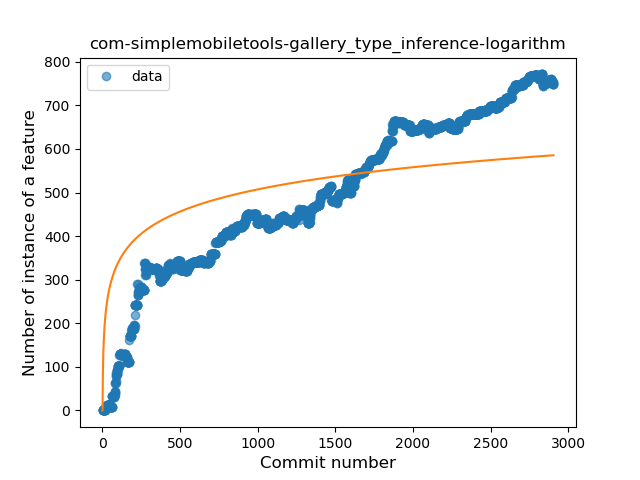 com-simplemobiletools-gallery_type_inference-logarithm
data
Number of instance of a feature
800
700
600
500
400
300
200
100
0
0 500 1000 1500 2000 2500 3000
Commit number